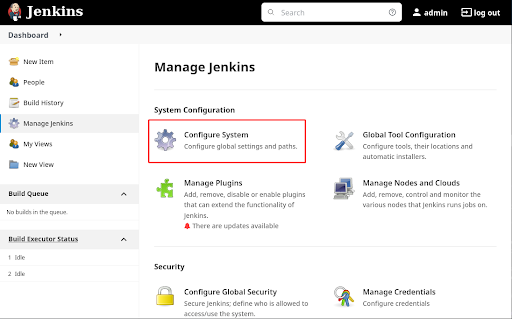 Jenkins
Search
admin
log out
Dashboard
New Item
People
Build History
Manage Jenkins
My Views
New View
Build Queue
No builds in the queue.
Build Executor Status
1 Idle
2 Idle
Manage Jenkins
System Configuration
Configure System
Configure global settings and paths.
Global Tool Configuration
Configure tools, their locations and
automatic installers.
Manage Plugins
Add, remove, disable or enable plugins
that can extend the functionality of
Jenkins.
There are updates available
Manage Nodes and Clouds
Add, remove, control and monitor the
various nodes that Jenkins runs jobs on.
Security
Configure Global Security
Secure Jenkins; define who is allowed to
access/use the system.
Manage Credentials
Configure credentials